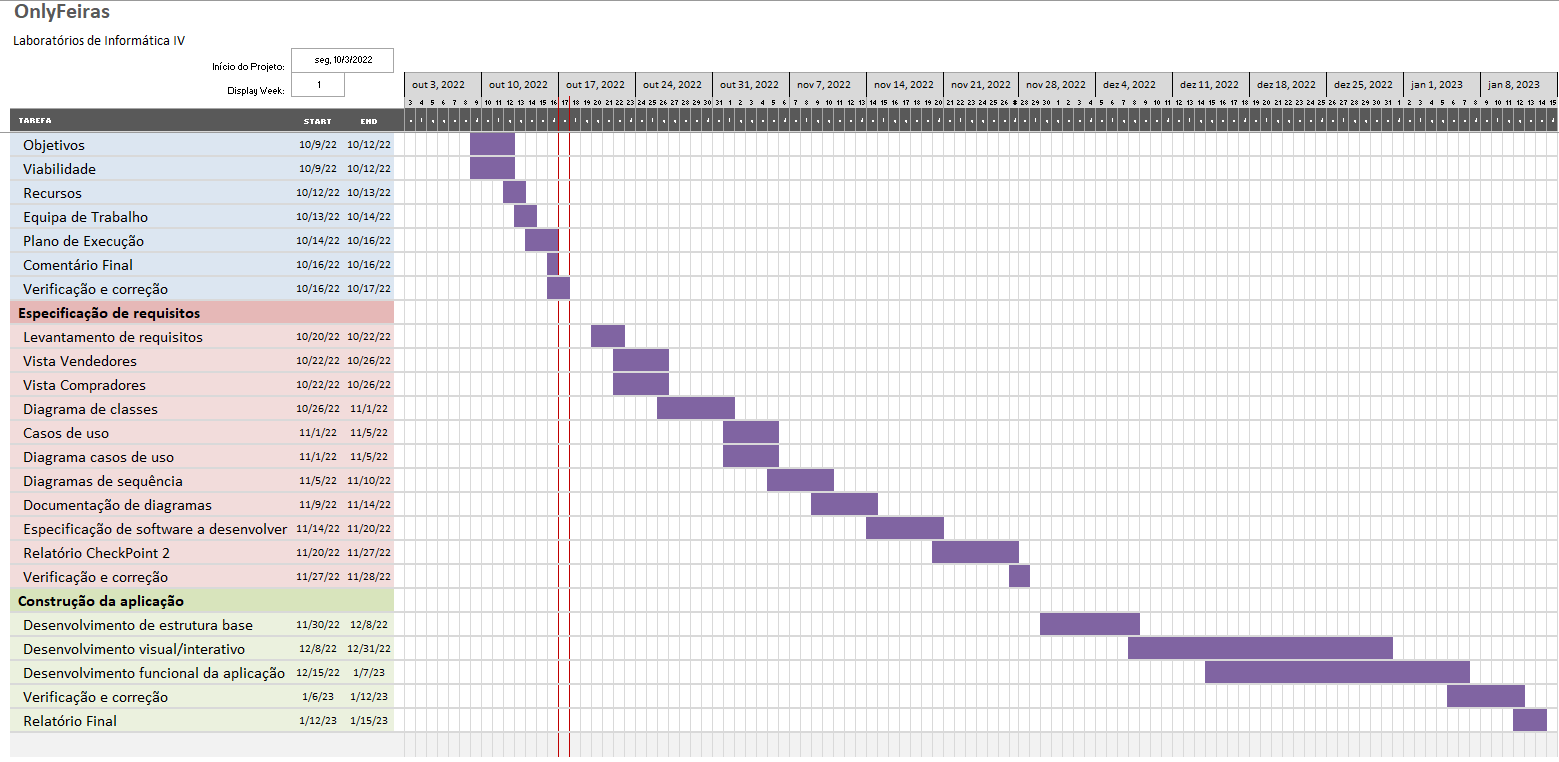 OnlyFeiras
Laboratórios de Informática IV
Início do Projeto: seg, 10/3/2022
Display Week: 1
out 3, 2022 out 10, 2022 out 17, 2022 out 24, 2022 out 31, 2022 nov 7, 2022 nov 14, 2022 nov 21, 2022 nov 28, 2022 dez 4, 2022 dez 11, 2022 dez 18, 2022 dez 25, 2022 jan 1, 2023 jan 8, 2023
3 4 5 6 7 8 9 10 11 12 13 14 15 16 17 18 19 20 21 22 23 24 25 26 27 28 29 30 31 1 2 3 4 5 6 7 8 9 10 11 12 13 14 15 16 17 18 19 20 21 22 23 24 25 26 28 29 30 1 2 3 4 5 6 7 8 9 10 11 12 13 14 15 16 17 18 19 20 21 22 23 24 25 26 27 28 29 30 31 1 2 3 4 5 6 7 8 9 10 11 12 13 14 15
TAREFA START END
Objetivos 10/9/22 10/12/22
Viabilidade 10/9/22 10/12/22
Recursos 10/12/22 10/13/22
Equipa de Trabalho 10/13/22 10/14/22
Plano de Execução 10/14/22 10/16/22
Comentário Final 10/16/22 10/16/22
Verificação e correção 10/16/22 10/17/22
Especificação de requisitos
Levantamento de requisitos 10/20/22 10/22/22
Vista Vendedores 10/22/22 10/26/22
Vista Compradores 10/22/22 10/26/22
Diagrama de classes 10/26/22 11/1/22
Casos de uso 11/1/22 11/5/22
Diagrama casos de uso 11/1/22 11/5/22
Diagramas de sequência 11/5/22 11/10/22
Documentação de diagramas 11/9/22 11/14/22
Especificação de software a desenvolver 11/14/22 11/20/22
Relatório CheckPoint 2 11/20/22 11/27/22
Verificação e correção 11/27/22 11/28/22
Construção da aplicação
Desenvolvimento de estrutura base 11/30/22 12/8/22
Desenvolvimento visual/interativo 12/8/22 12/31/22
Desenvolvimento funcional da aplicação 12/15/22 1/7/23
Verificação e correção 1/6/23 1/12/23
Relatório Final 1/12/23 1/15/23